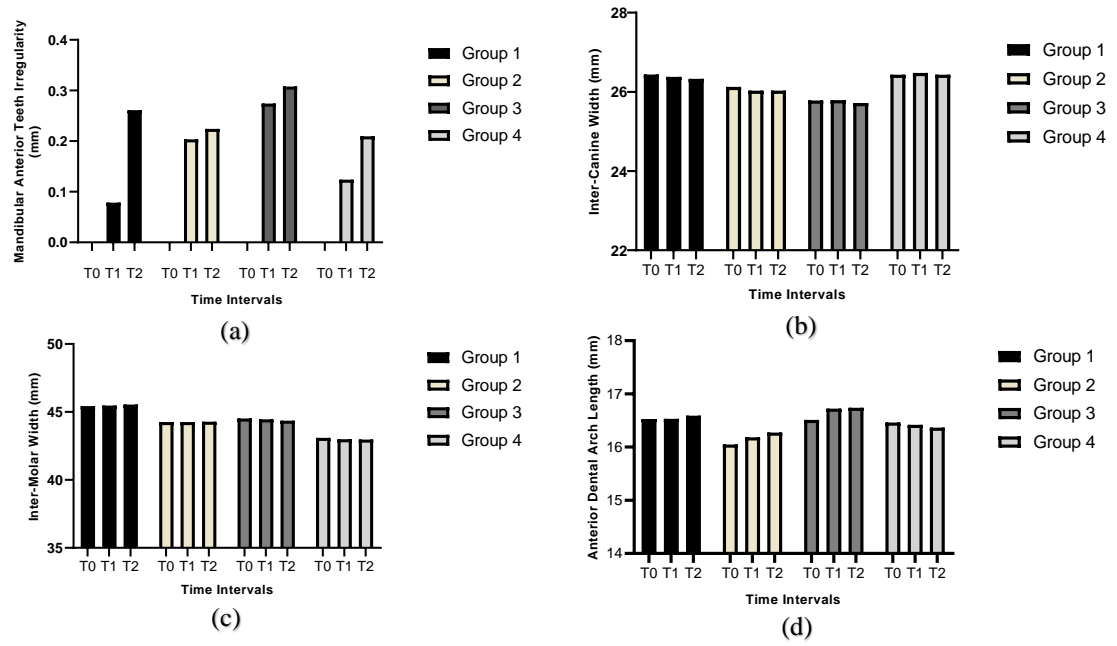 Mandibular Anterior Teeth Irregularity
(mm)
0.4
0.3
0.2
0.1
0.0
T0 T1 T2 T0 T1 T2 T0 T1 T2 T0 T1 T2
Time Intervals
Group 1
Group 2
Group 3
Group 4
(a)
Inter-Canine Width (mm)
28
26
24
22
T0 T1 T2 T0 T1 T2 T0 T1 T2 T0 T1 T2
Time Intervals
Group 1
Group 2
Group 3
Group 4
(b)
Inter-Molar Width (mm)
50
45
40
35
T0 T1 T2 T0 T1 T2 T0 T1 T2 T0 T1 T2
Time Intervals
Group 1
Group 2
Group 3
Group 4
(c)
Anterior Dental Arch Length (mm)
18
17
16
15
14
T0 T1 T2 T0 T1 T2 T0 T1 T2 T0 T1 T2
Time Intervals
Group 1
Group 2
Group 3
Group 4
(d)